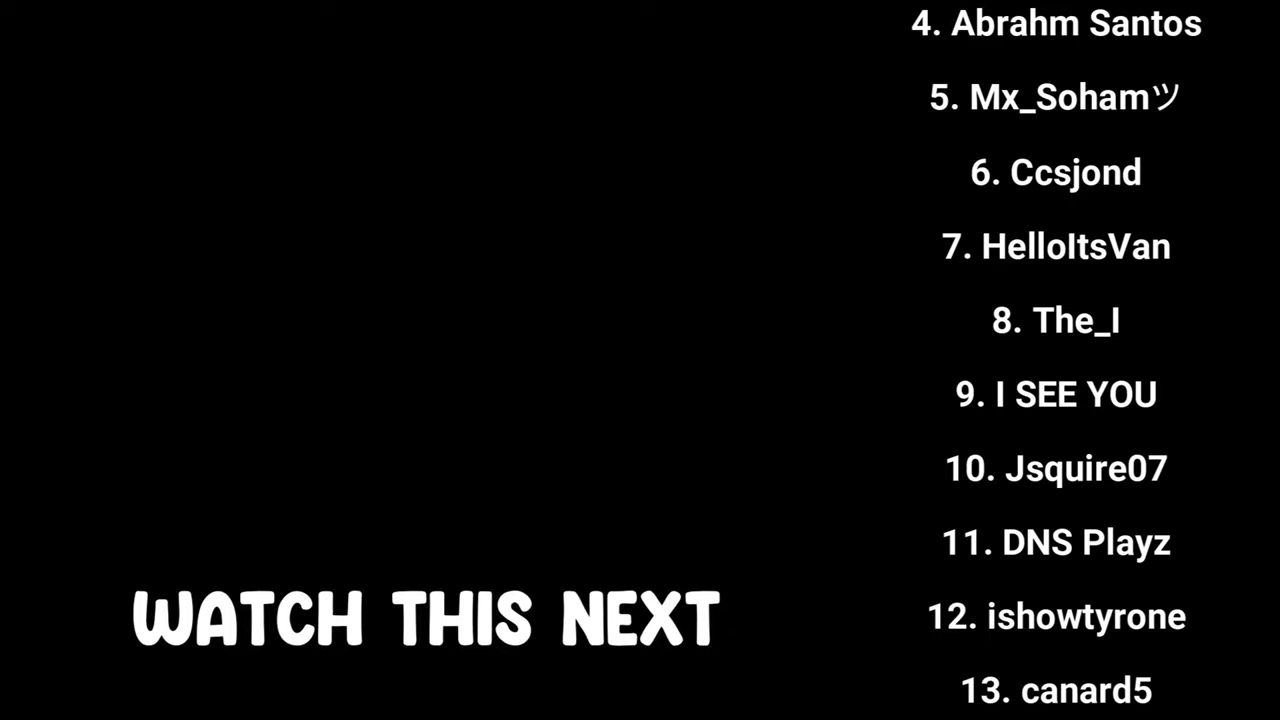 4. Abrahm Santos
5. Mx_Sohamツ
6. Ccsjond
7. HelloItsVan
8. The_I
9. I SEE YOU
10. Jsquire07
11. DNS Playz
12. ishowtyrone
13. canard5
WATCH THIS NEXT